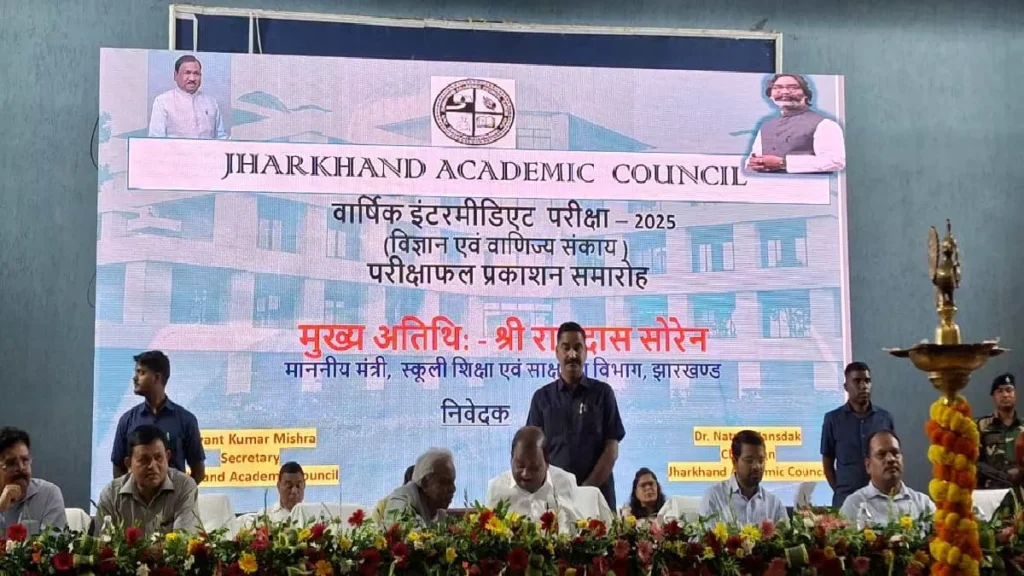 JHARKHAND ACADEMIC COUNCIL
वार्षिक इंटरमीडिएट परीक्षा – 2025
(विज्ञान एवं वाणिज्य संकाय )
परीक्षाफल प्रकाशन समारोह
मुख्य अतिथि: - श्री दास सोरेन
माननीय मंत्री, स्कूली शिक्षा एवं विभाग, झारखण्ड
निवेदक
Kumar Mishra
Secretary
Academic Council
Dr.
Jharkhand Academic